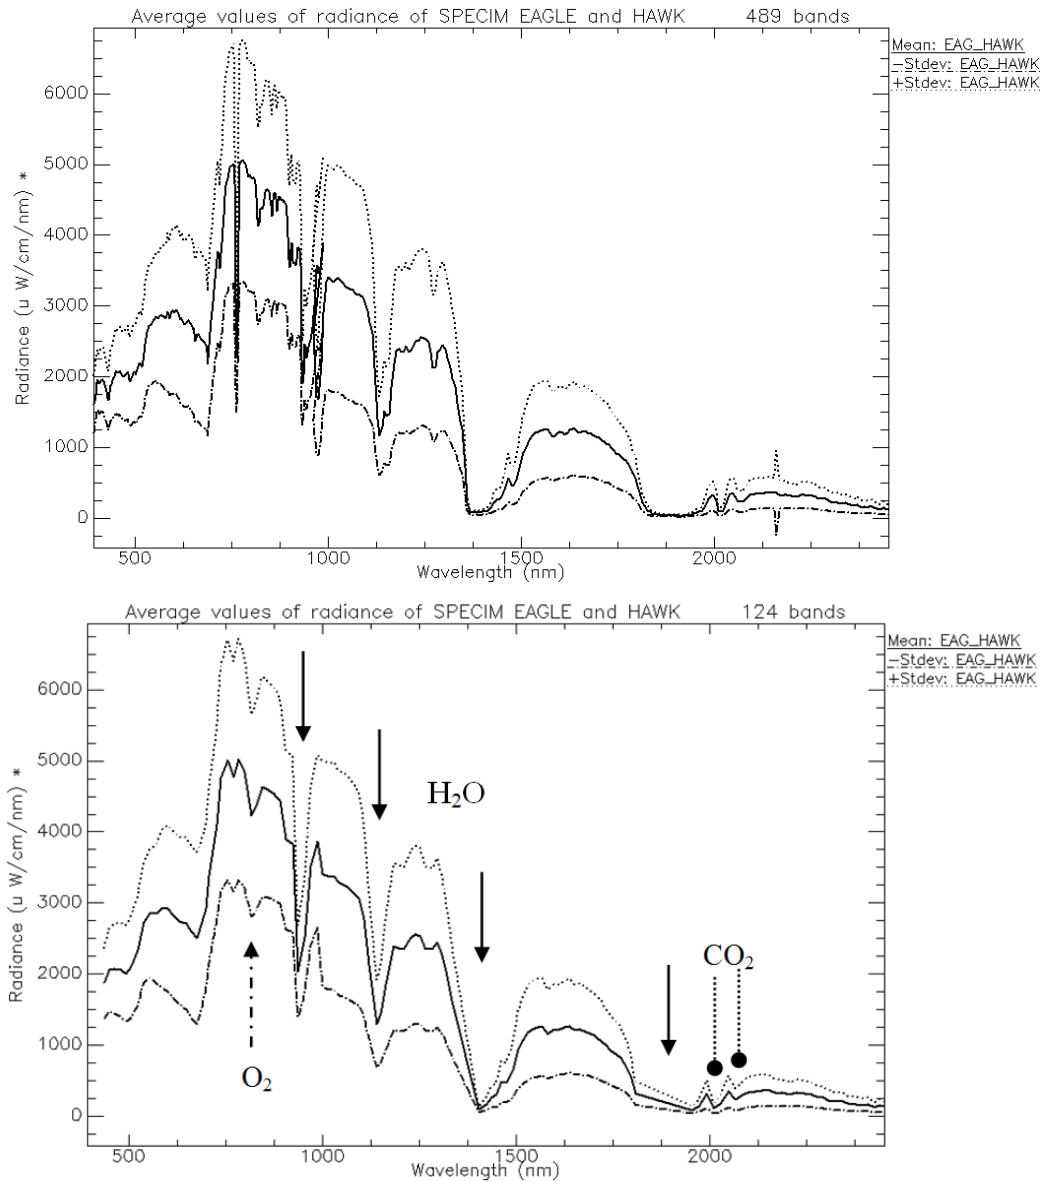 Average values of radiance of SPECIM EAGLE and HAWK 489 bands
Mean: EAG_HAWK
-Stdev: EAG_HAWK
+Stdev: EAG_HAWK
6000
5000
4000
3000
2000
1000
0
Radiance (u W/cm/nm) *
500 1000 1500 2000
Wavelength (nm)
Average values of radiance of SPECIM EAGLE and HAWK 124 bands
Mean: EAG_HAWK
-Stdev: EAG_HAWK
+Stdev: EAG_HAWK
6000
5000
4000
3000
2000
1000
0
Radiance (u W/cm/nm) *
H₂O
CO₂
O₂
500 1000 1500 2000
Wavelength (nm)